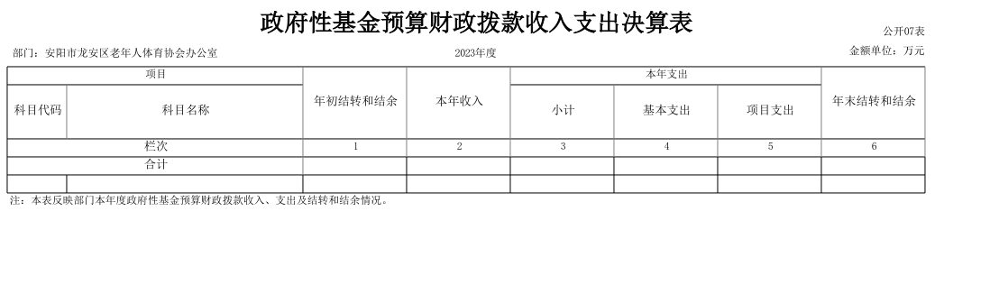 政府性基金预算财政拨款收入支出决算表
公开07表
部门：安阳市龙安区老年人体育协会办公室 2023年度 金额单位：万元
项目 年初结转和结余 本年收入 本年支出 年末结转和结余
科目代码 科目名称 小计 基本支出 项目支出
栏次 1 2 3 4 5 6
合计
注：本表反映部门本年度政府性基金预算财政拨款收入、支出及结转和结余情况。